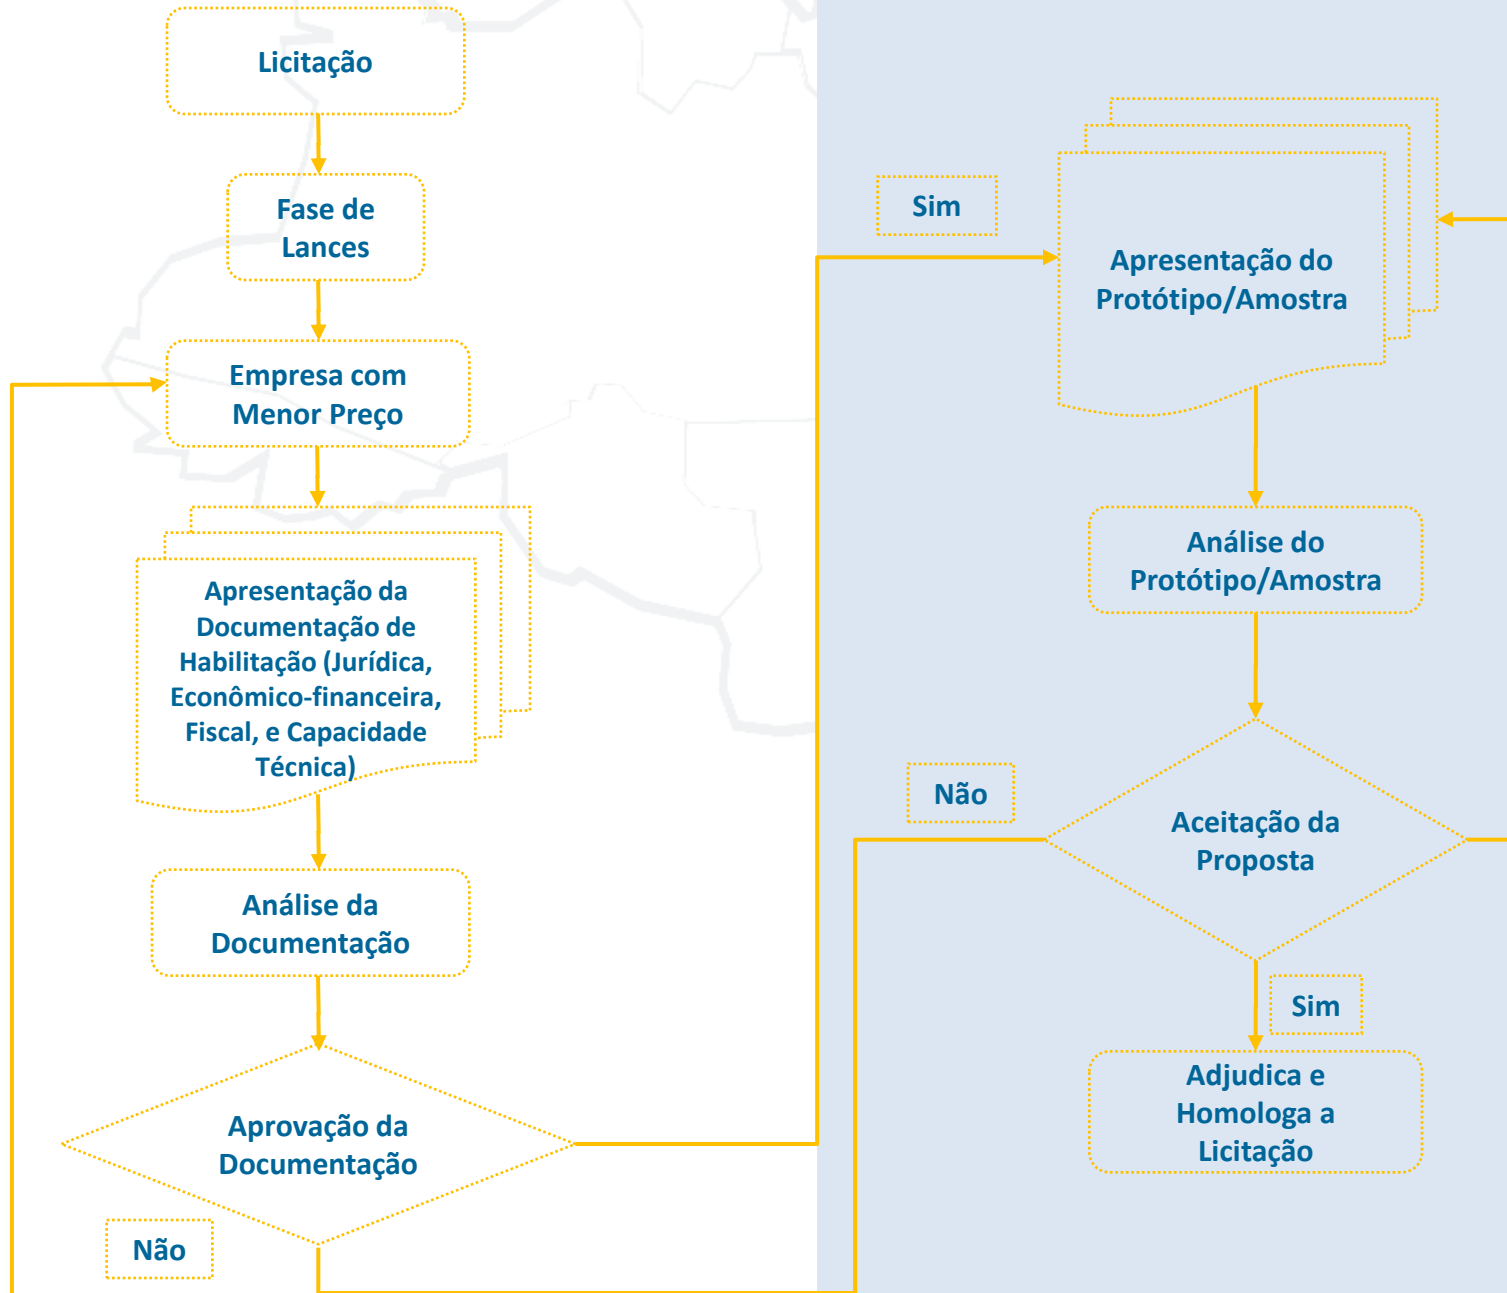 Licitação
Fase de
Lances
Empresa com
Menor Preço
Apresentação da
Documentação de
Habilitação (Jurídica,
Econômico-financeira,
Fiscal, e Capacidade
Técnica)
Análise da
Documentação
Aprovação da
Documentação
Não
Sim
Apresentação do
Protótipo/Amostra
Análise do
Protótipo/Amostra
Não
Aceitação da
Proposta
Sim
Adjudica e
Homologa a
Licitação